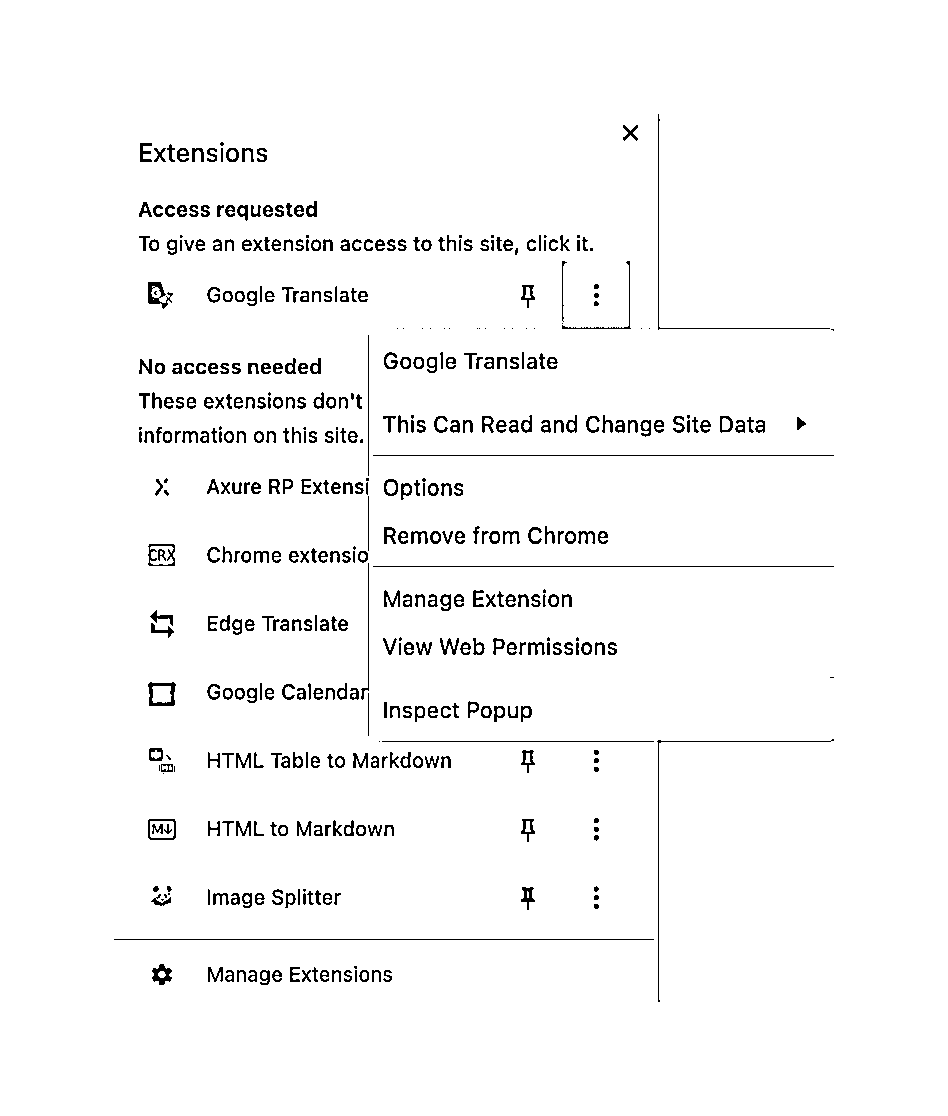 Extensions
Access requested
To give an extension access to this site, click it.
Google Translate
No access needed
These extensions don't
information on this site.
Axure RP Extensi
CRX
Chrome extensio
Edge Translate
Google Calendar
HTML Table to Markdown
M
HTML to Markdown
Image Splitter
Manage Extensions
Google Translate
This Can Read and Change Site Data
Options
Remove from Chrome
Manage Extension
View Web Permissions
Inspect Popup